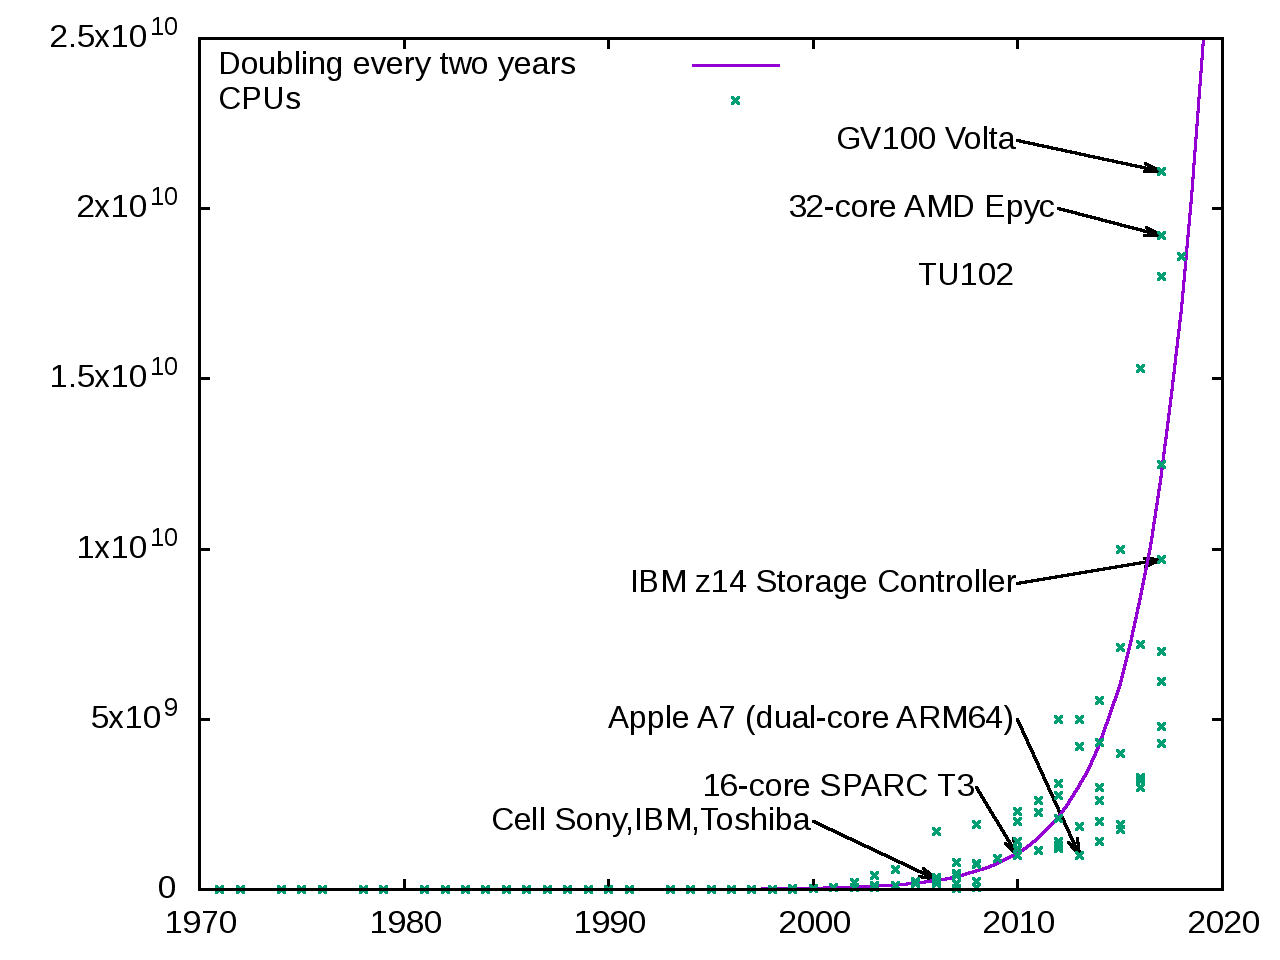 2.5x10^10
Doubling every two years
CPUs
GV100 Volta
2x10^10
32-core AMD Epyc
TU102
1.5x10^10
1x10^10
IBM z14 Storage Controller
5x10^9
Apple A7 (dual-core ARM64)
16-core SPARC T3
Cell Sony,IBM,Toshiba
0
1970 1980 1990 2000 2010 2020